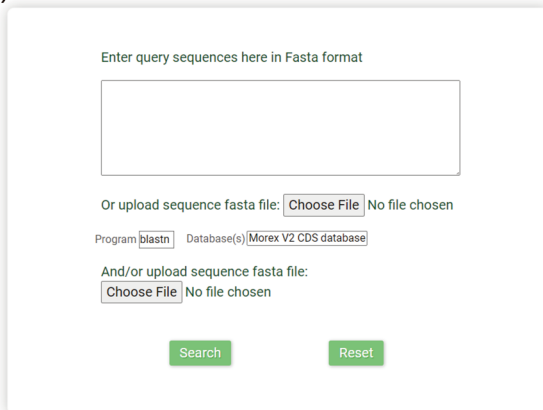 Enter query sequences here in Fasta format
Or upload sequence fasta file: Choose File No file chosen
Program blastn Database(s) Morex V2 CDS database
And/or upload sequence fasta file:
Choose File No file chosen
Search Reset